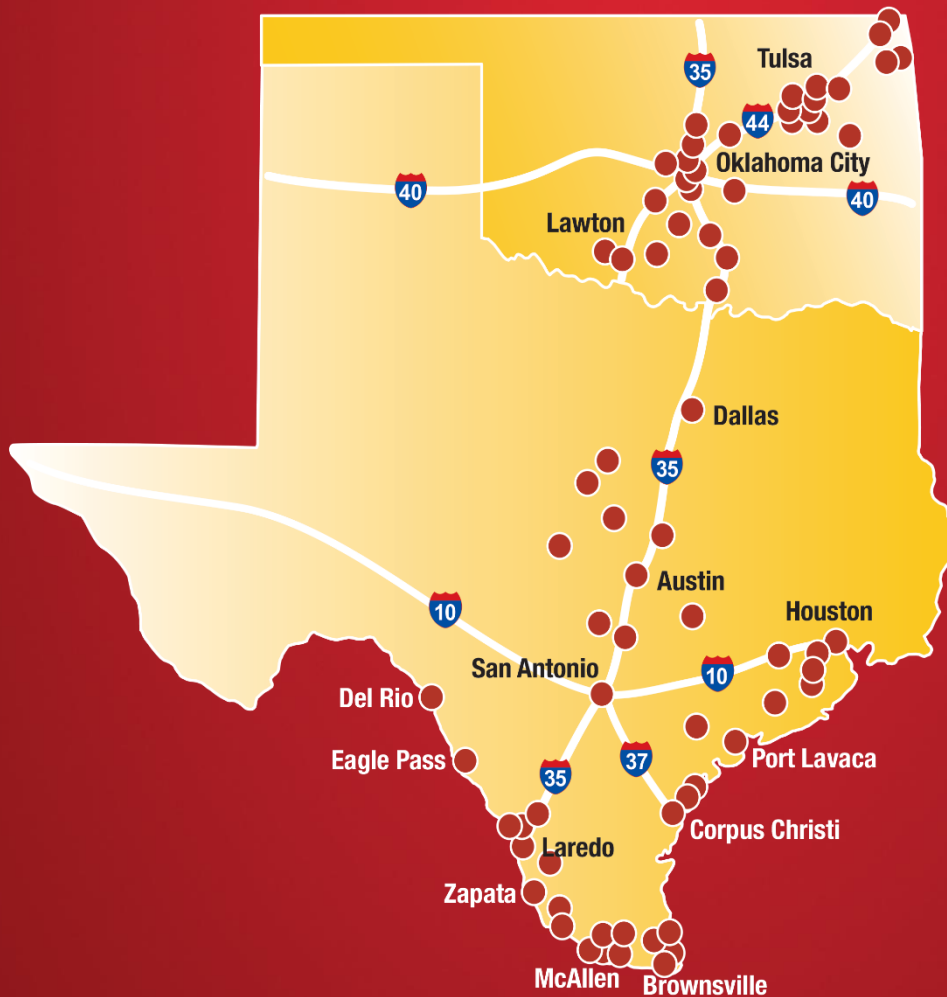 35
Tulsa
44
Oklahoma City
40
40
Lawton
Dallas
35
Austin
10
Houston
San Antonio
10
Del Rio
Eagle Pass
37
35
Port Lavaca
Corpus Christi
Laredo
Zapata
McAllen
Brownsville